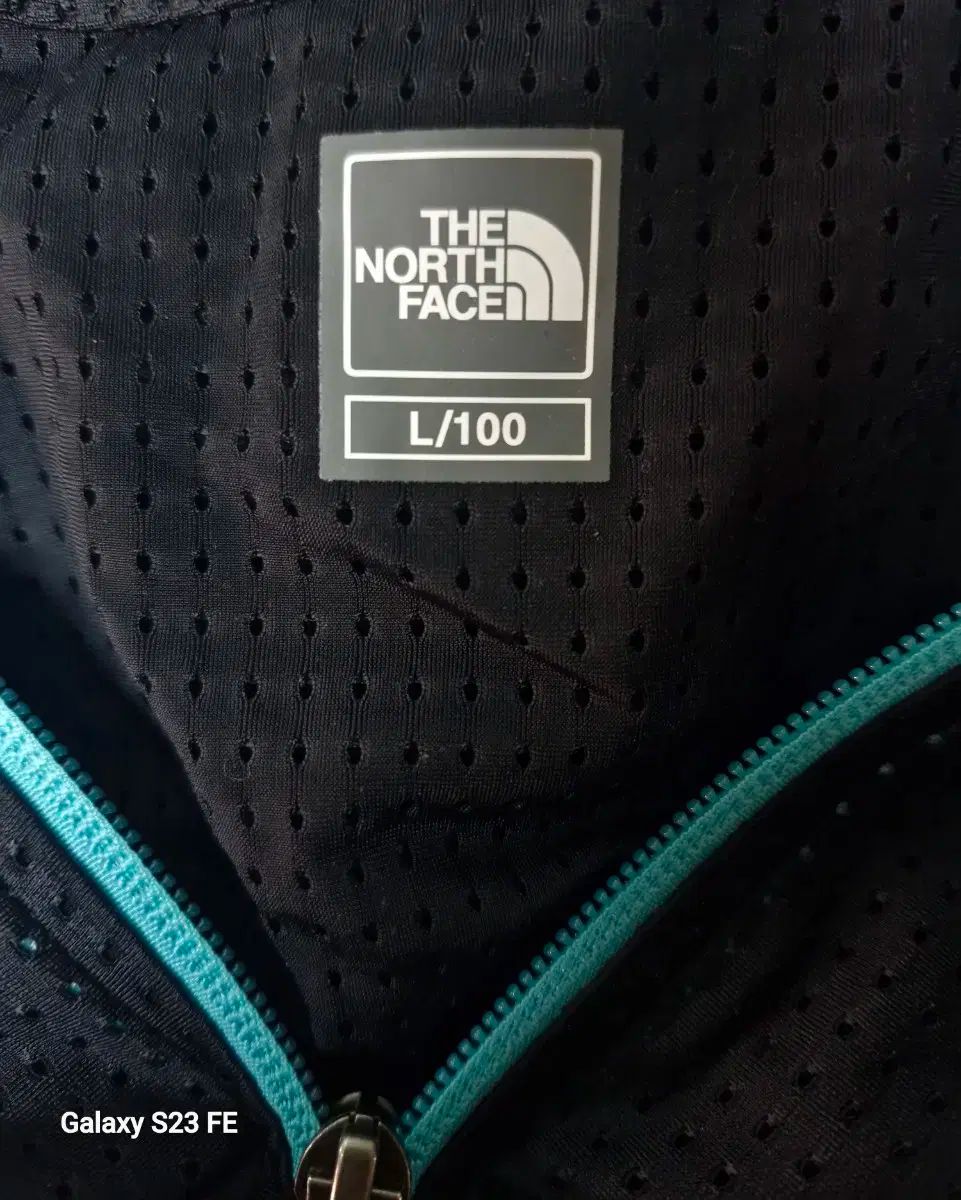 THE
NORTH
FACE
L/100
Galaxy S23 FE